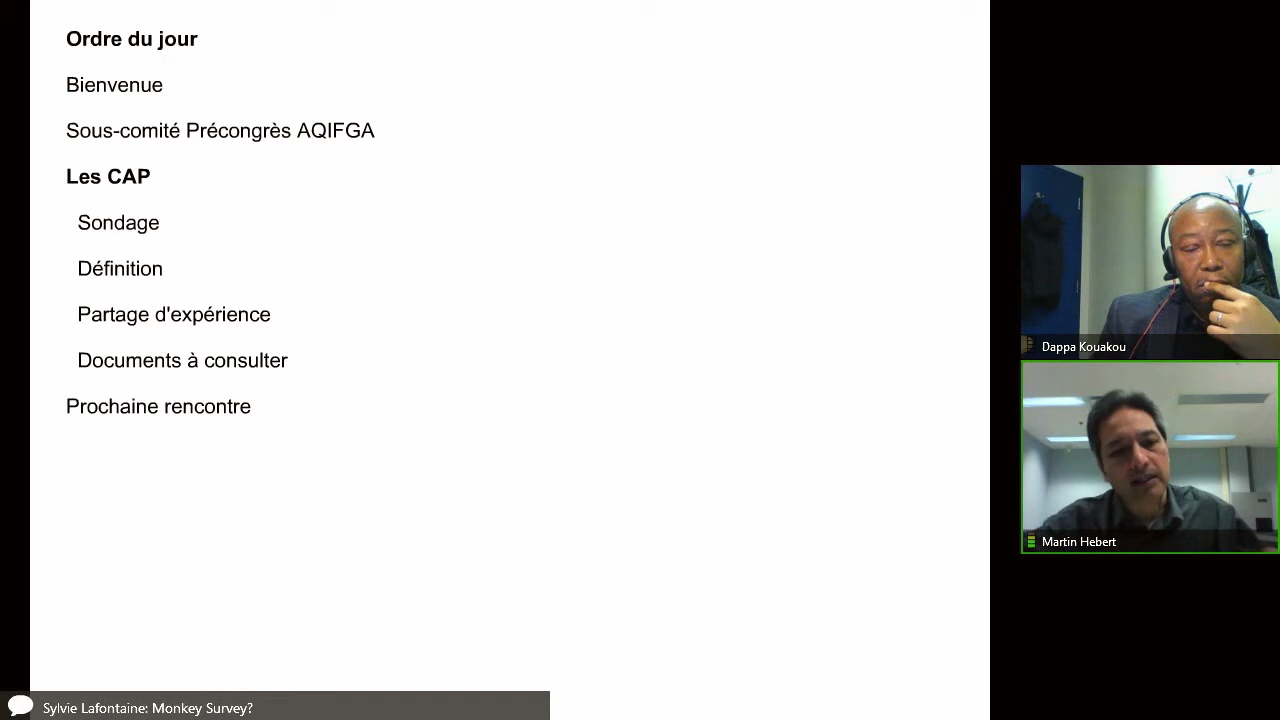 Ordre du jour
Bienvenue
Sous-comité Précongrès AQIFGA
Les CAP
Sondage
Définition
Partage d'expérience
Documents à consulter
Prochaine rencontre
Dappa Kouakou
Martin Hebert
Sylvie Lafontaine: Monkey Survey?